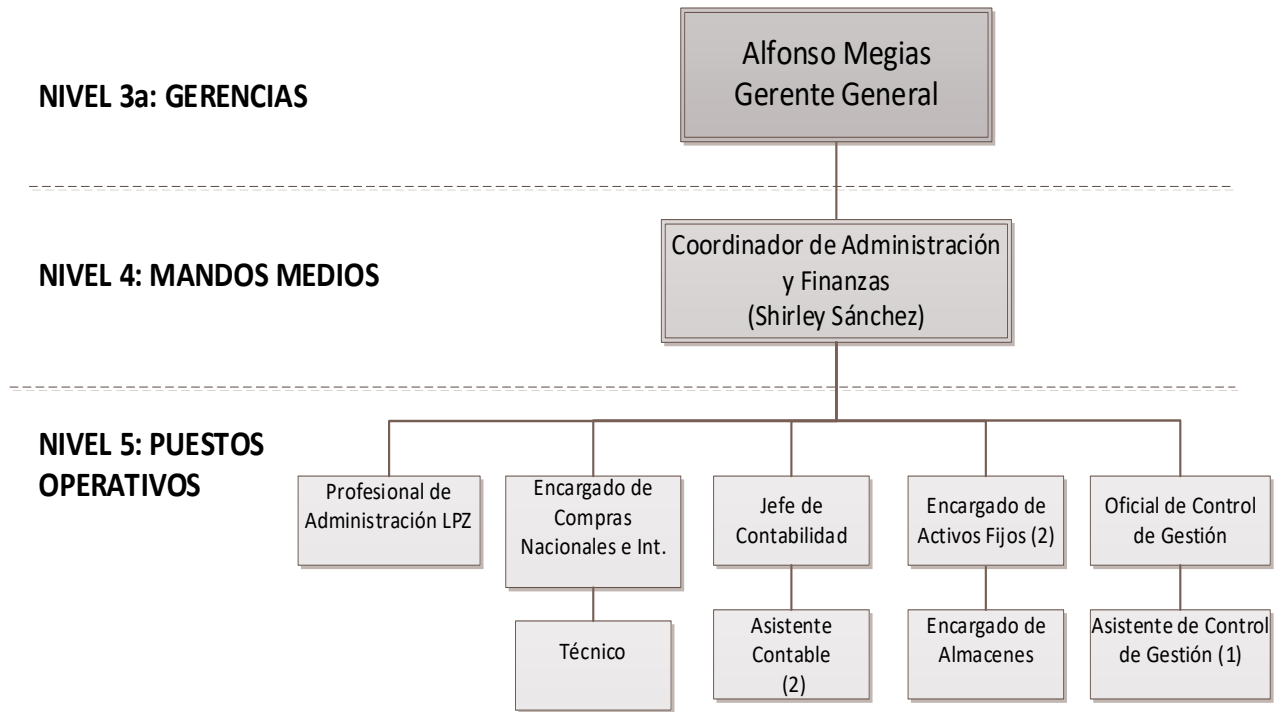 NIVEL 3a: GERENCIAS
Alfonso Megias
Gerente General
NIVEL 4: MANDOS MEDIOS
Coordinador de Administración
y Finanzas
(Shirley Sánchez)
NIVEL 5: PUESTOS
OPERATIVOS
Profesional de
Administración LPZ
Encargado de
Compras
Nacionales e Int.
Jefe de
Contabilidad
Encargado de
Activos Fijos (2)
Oficial de Control
de Gestión
Técnico
Asistente
Contable
(2)
Encargado de
Almacenes
Asistente de Control
de Gestión (1)